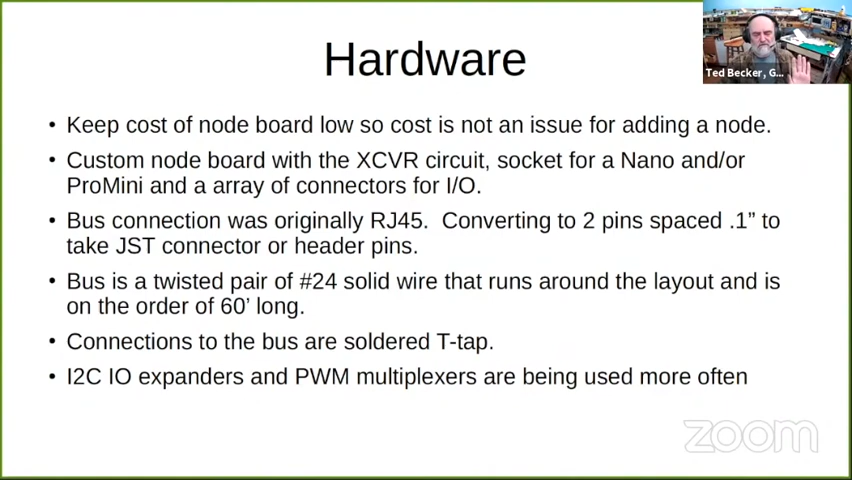 Hardware
Ted Becker, G...
• Keep cost of node board low so cost is not an issue for adding a node.
• Custom node board with the XCVR circuit, socket for a Nano and/or
ProMini and a array of connectors for I/O.
• Bus connection was originally RJ45.  Converting to 2 pins spaced .1” to
take JST connector or header pins.
• Bus is a twisted pair of #24 solid wire that runs around the layout and is
on the order of 60’ long.
• Connections to the bus are soldered T-tap.
• I2C IO expanders and PWM multiplexers are being used more often
zoom